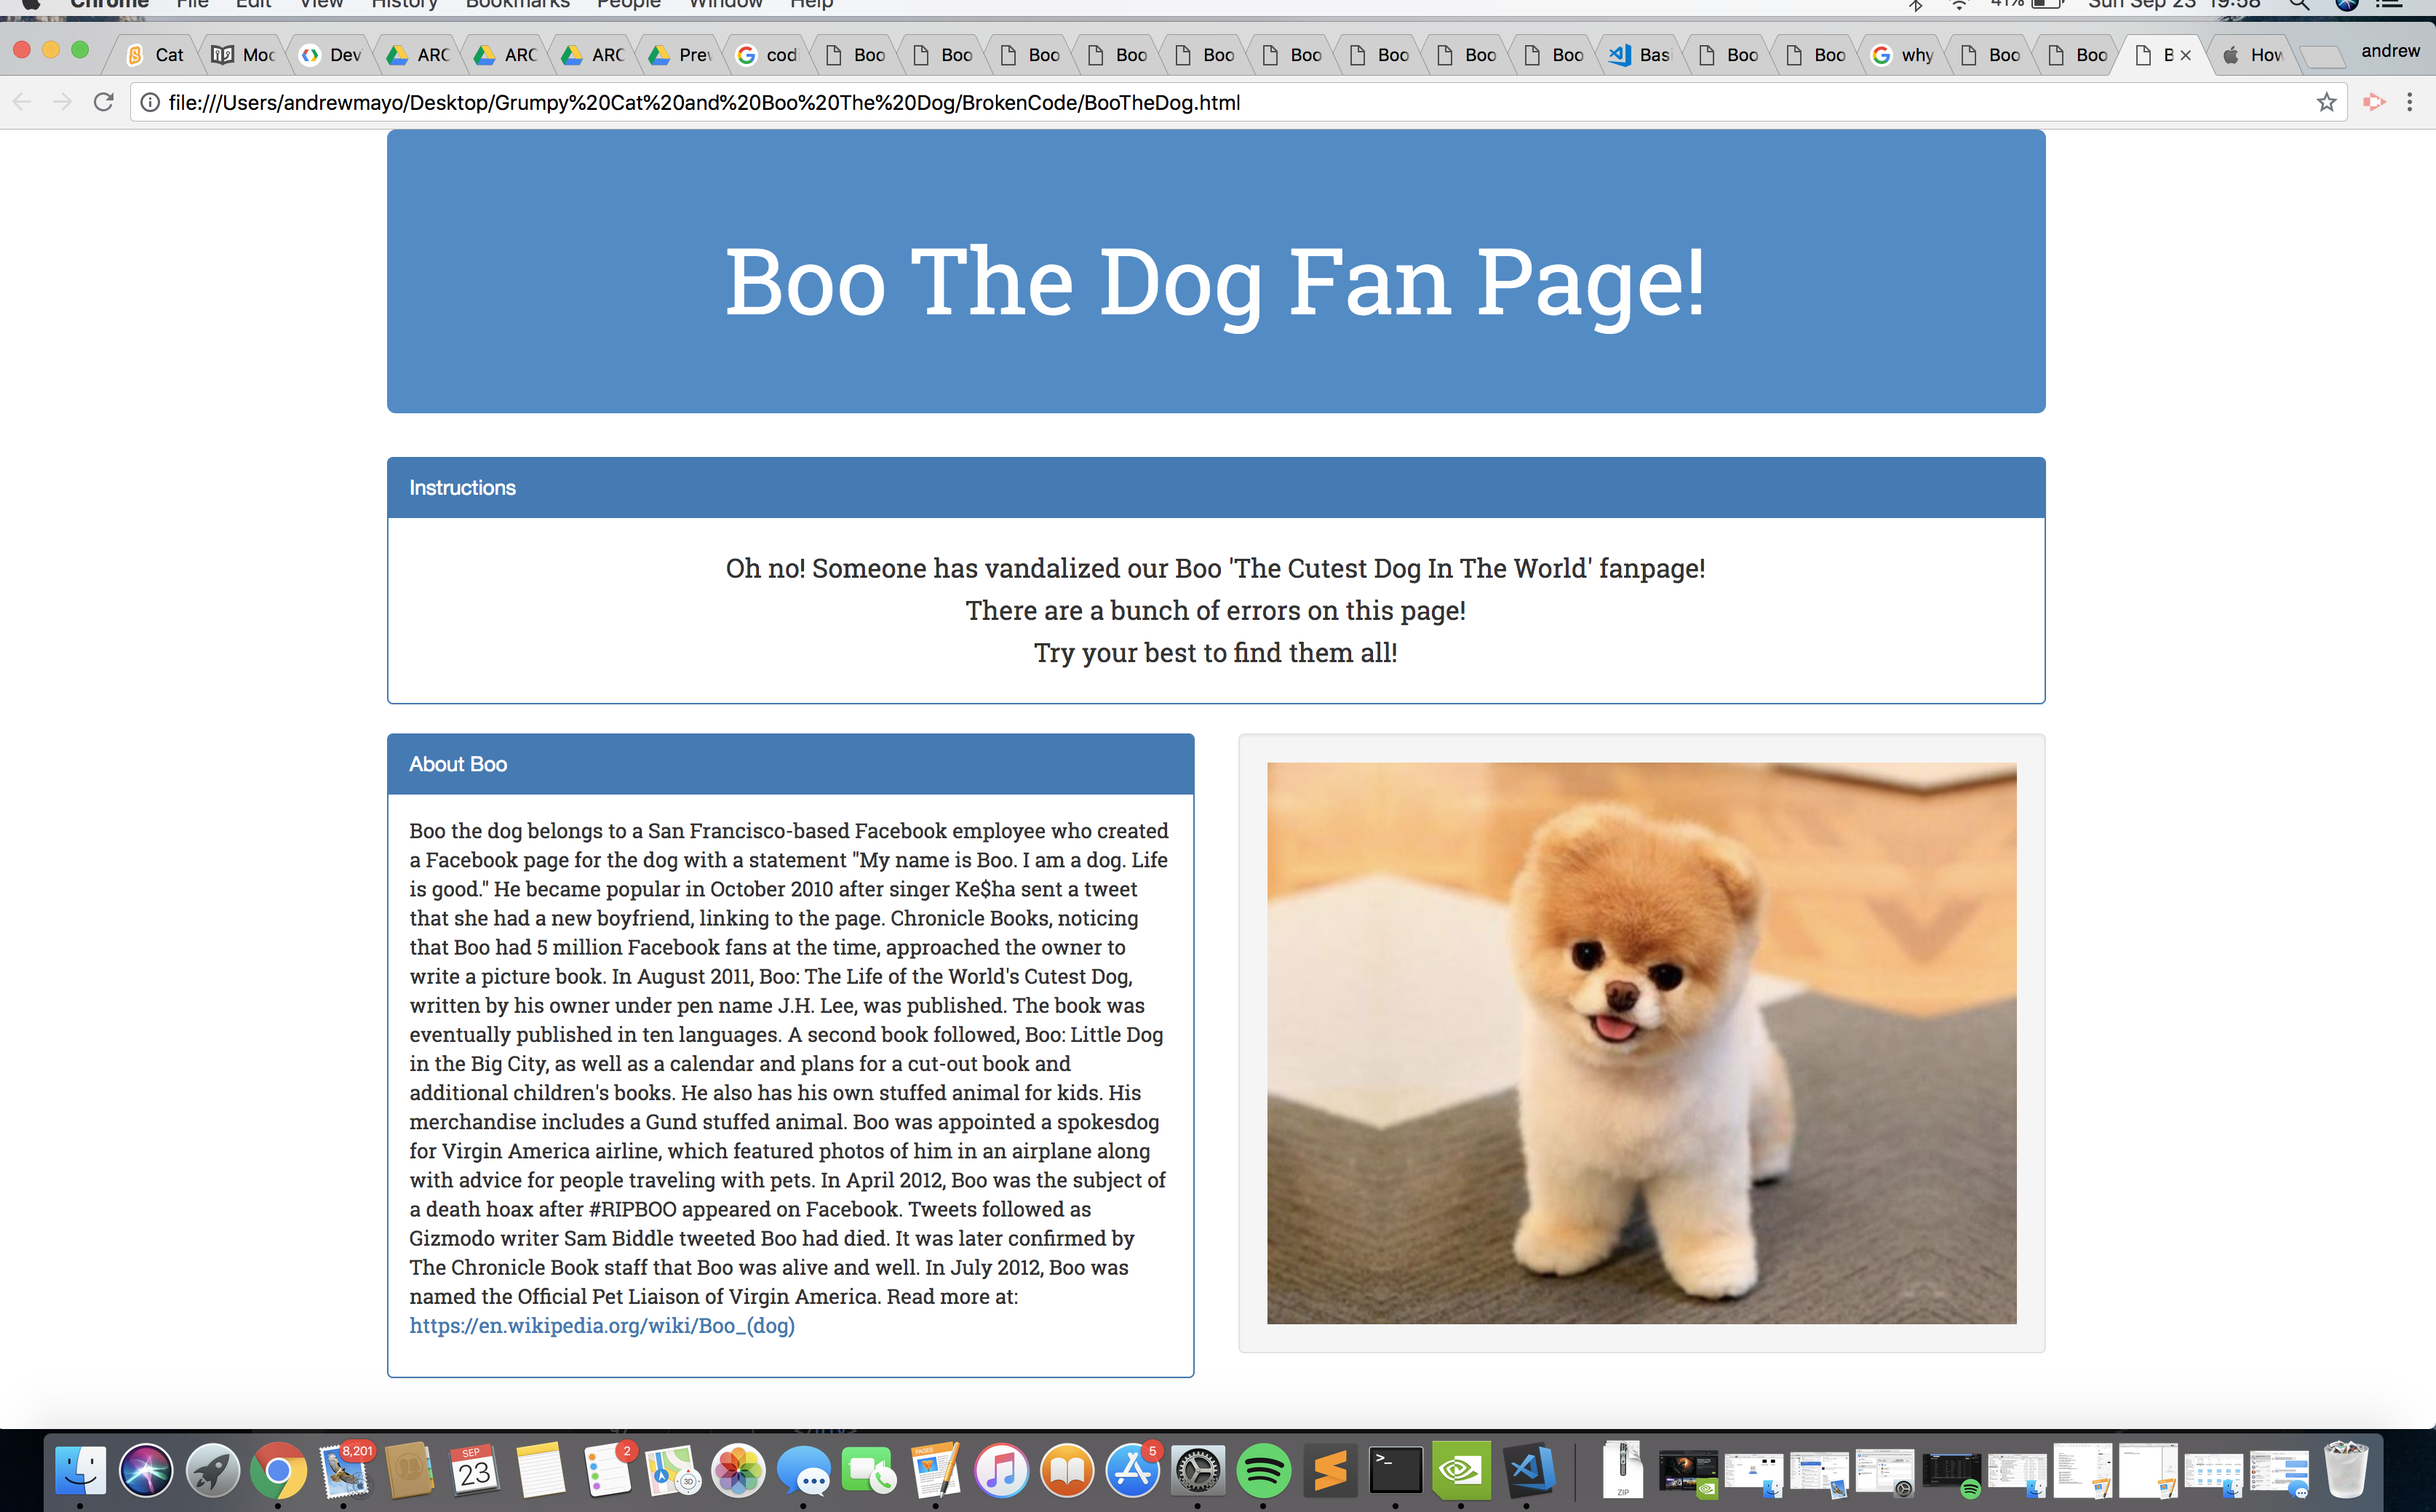 Chrome File Edit View History Bookmarks People Window Help 41% Sun Sep 23 19:58
Cat Moc Dev ARC ARC ARC Prev codi Boo Boo Boo Boo Boo Boo Boo Boo Boo Basi Boo Boo why Boo Boo B How andrew
file:///Users/andrewmayo/Desktop/Grumpy%20Cat%20and%20Boo%20The%20Dog/BrokenCode/BooTheDog.html
Boo The Dog Fan Page!
Instructions
Oh no! Someone has vandalized our Boo 'The Cutest Dog In The World' fanpage!
There are a bunch of errors on this page!
Try your best to find them all!
About Boo
Boo the dog belongs to a San Francisco-based Facebook employee who created
a Facebook page for the dog with a statement "My name is Boo. I am a dog. Life
is good." He became popular in October 2010 after singer Ke$ha sent a tweet
that she had a new boyfriend, linking to the page. Chronicle Books, noticing
that Boo had 5 million Facebook fans at the time, approached the owner to
write a picture book. In August 2011, Boo: The Life of the World's Cutest Dog,
written by his owner under pen name J.H. Lee, was published. The book was
eventually published in ten languages. A second book followed, Boo: Little Dog
in the Big City, as well as a calendar and plans for a cut-out book and
additional children's books. He also has his own stuffed animal for kids. His
merchandise includes a Gund stuffed animal. Boo was appointed a spokesdog
for Virgin America airline, which featured photos of him in an airplane along
with advice for people traveling with pets. In April 2012, Boo was the subject of
a death hoax after #RIPBOO appeared on Facebook. Tweets followed as
Gizmodo writer Sam Biddle tweeted Boo had died. It was later confirmed by
The Chronicle Book staff that Boo was alive and well. In July 2012, Boo was
named the Official Pet Liaison of Virgin America. Read more at:
https://en.wikipedia.org/wiki/Boo_(dog)
8,201 SEP 23 2 3D PAGES 5 >_ ZIP